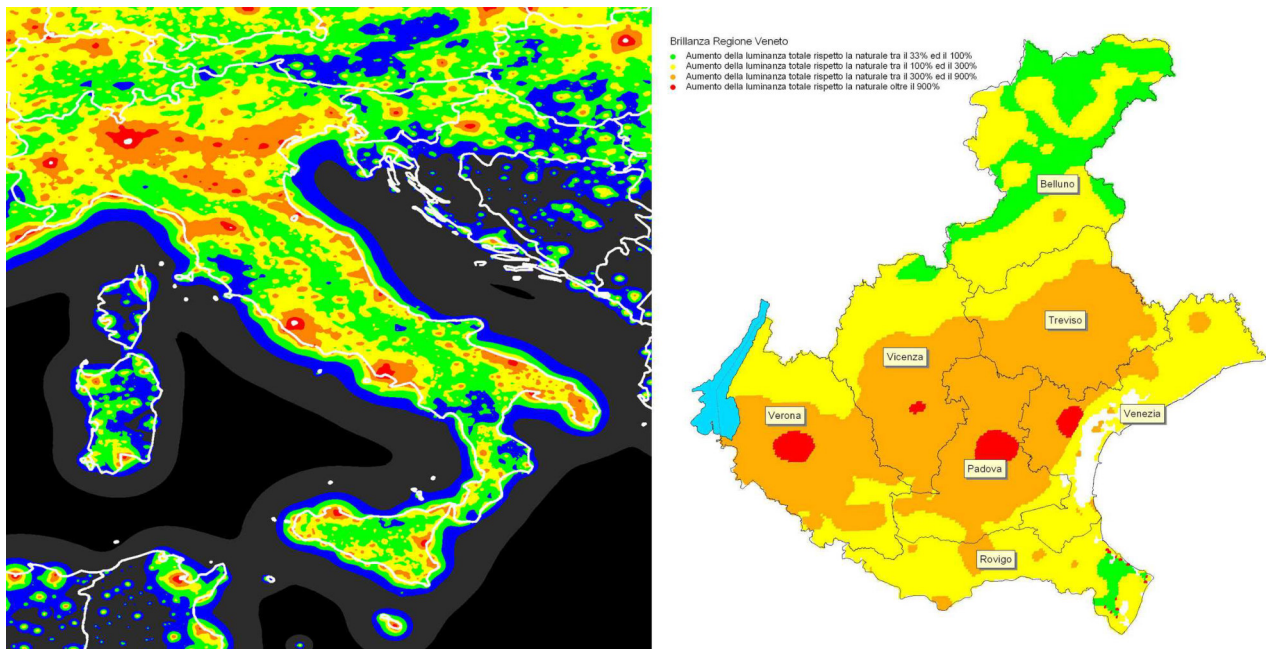 Brillanza Regione Veneto
Aumento della luminanza totale rispetto la naturale tra il 33% ed il 100%
Aumento della luminanza totale rispetto la naturale tra il 100% ed il 300%
Aumento della luminanza totale rispetto la naturale tra il 300% ed il 900%
Aumento della luminanza totale rispetto la naturale oltre il 900%
Belluno
Treviso
Vicenza
Verona
Venezia
Padova
Rovigo